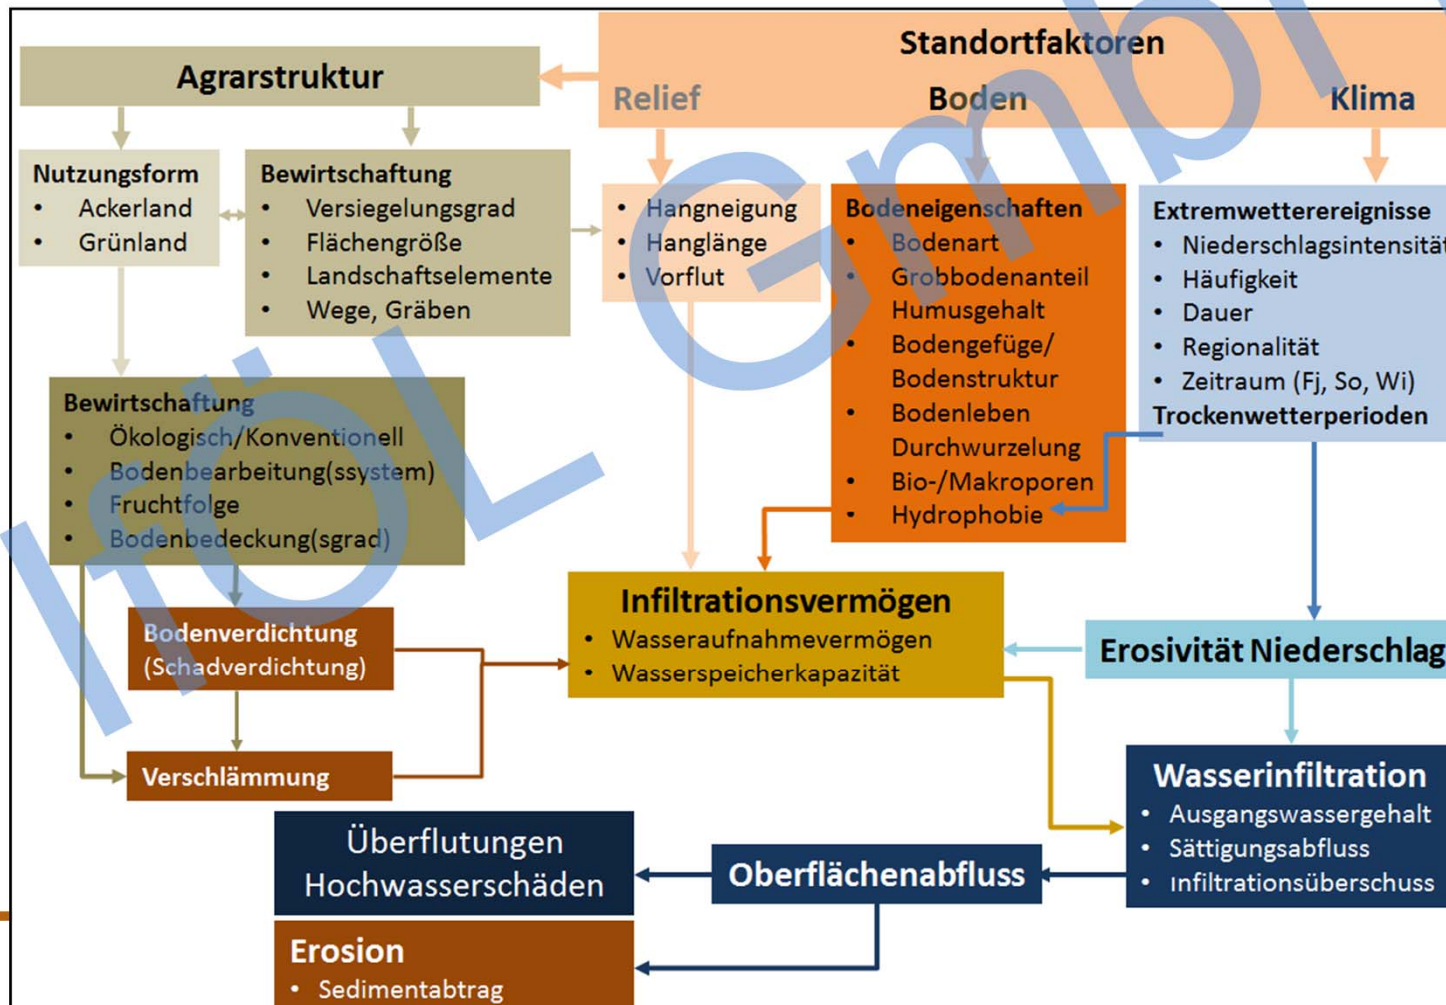 Standortfaktoren
Relief
Boden
Klima
Agrarstruktur
Nutzungsform
• Ackerland
• Grünland
Bewirtschaftung
• Versiegelungsgrad
• Flächengröße
• Landschaftselemente
• Wege, Gräben
• Hangneigung
• Hanglänge
• Vorflut
Bodeneigenschaften
• Bodenart
• Grobbodenanteil
Humusgehalt
• Bodengefüge/
Bodenstruktur
• Bodenleben
Durchwurzelung
• Bio-/Makroporen
• Hydrophobie
Extremwetterereignisse
• Niederschlagsintensität
• Häufigkeit
• Dauer
• Regionalität
• Zeitraum (Fj, So, Wi)
Trockenwetterperioden
Bewirtschaftung
• Ökologisch/Konventionell
• Bodenbearbeitung(ssystem)
• Fruchtfolge
• Bodenbedeckung(sgrad)
Bodenverdichtung
(Schadverdichtung)
Verschlämmung
Infiltrationsvermögen
• Wasseraufnahmevermögen
• Wasserspeicherkapazität
Erosivität Niederschlag
Wasserinfiltration
• Ausgangswassergehalt
• Sättigungsabfluss
• Infiltrationsüberschuss
Oberflächenabfluss
Überflutungen
Hochwasserschäden
Erosion
• Sedimentabtrag
IfÖL GmbH